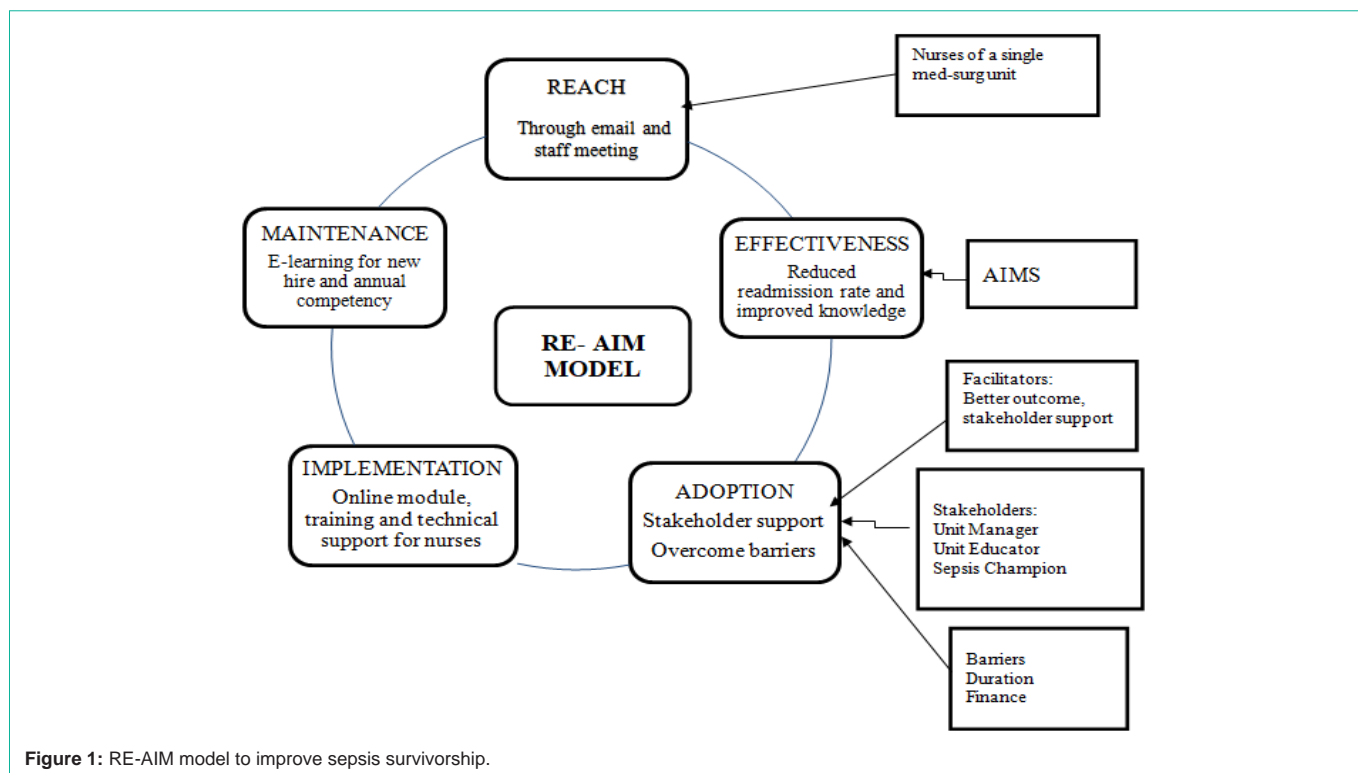 REACH
Through email and
staff meeting
Nurses of a single
med-surg unit
EFFECTIVENESS
Reduced
readmission rate and
improved knowledge
AIMS
ADOPTION
Stakeholder support
Overcome barriers
Facilitators:
Better outcome,
stakeholder support
Stakeholders:
Unit Manager
Unit Educator
Sepsis Champion
Barriers
Duration
Finance
IMPLEMENTATION
Online module,
training and technical
support for nurses
MAINTENANCE
E-learning for new
hire and annual
competency
RE- AIM
MODEL
Figure 1: RE-AIM model to improve sepsis survivorship.